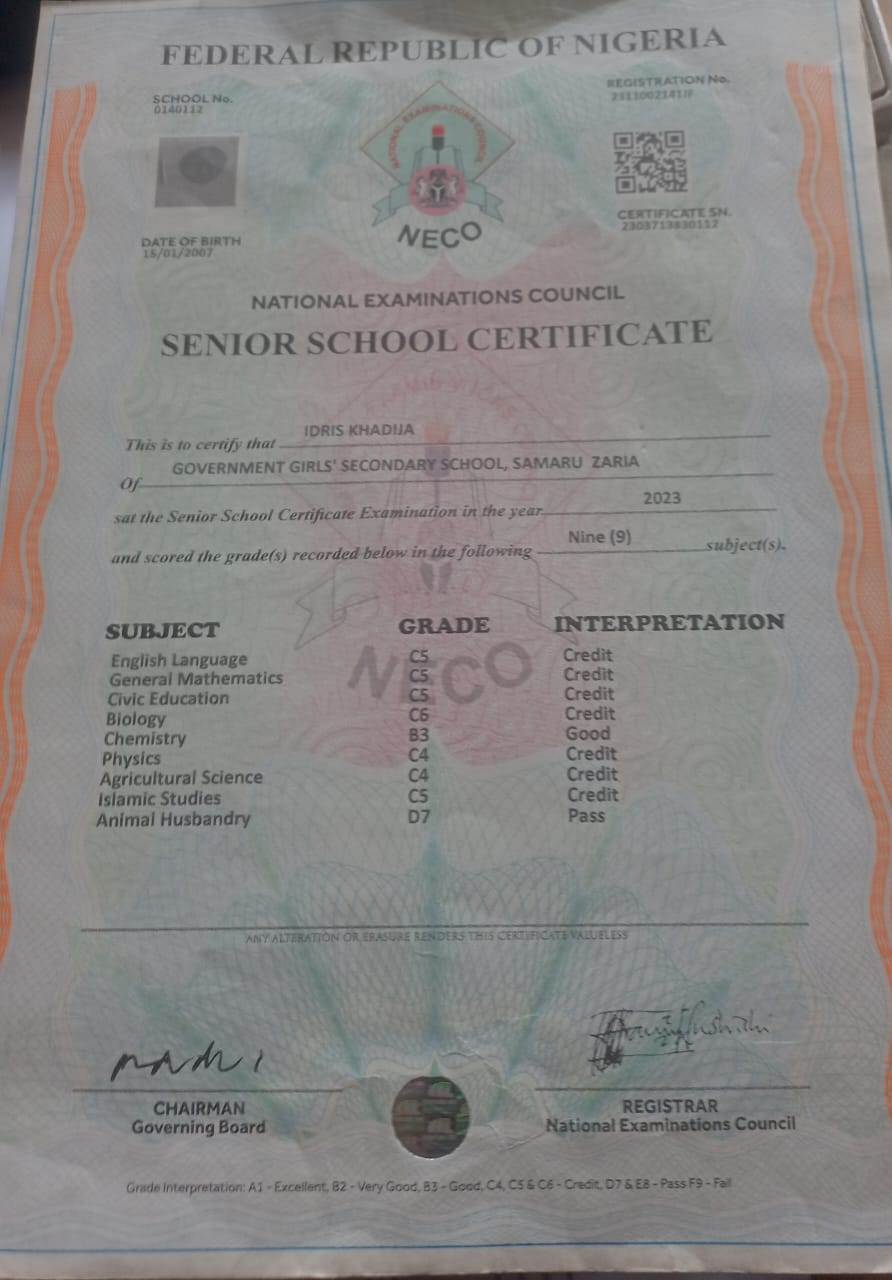 FEDERAL REPUBLIC OF NIGERIA
SCHOOL No.
0140112
REGISTRATION No.
NATIONAL EXAMINATIONS COUNCIL
NECO
DATE OF BIRTH
15/01/2007
CERTIFICATE SN.
2303713830112
NATIONAL EXAMINATIONS COUNCIL
SENIOR SCHOOL CERTIFICATE
This is to certify that IDRIS KHADIJA
Of GOVERNMENT GIRLS' SECONDARY SCHOOL, SAMARU ZARIA
sat the Senior School Certificate Examination in the year 2023
and scored the grade(s) recorded below in the following Nine (9) subject(s).
SUBJECT GRADE INTERPRETATION
English Language C5 Credit
General Mathematics C5 Credit
Civic Education C5 Credit
Biology C6 Credit
Chemistry B3 Good
Physics C4 Credit
Agricultural Science C4 Credit
Islamic Studies C5 Credit
Animal Husbandry D7 Pass
NECO
ANY ALTERATION OR ERASURE RENDERS THIS CERTIFICATE VALUELESS
CHAIRMAN
Governing Board
REGISTRAR
National Examinations Council
Grade Interpretation: A1 - Excellent, B2 - Very Good, B3 - Good, C4, C5 & C6 - Credit, D7 & E8 - Pass F9 - Fail